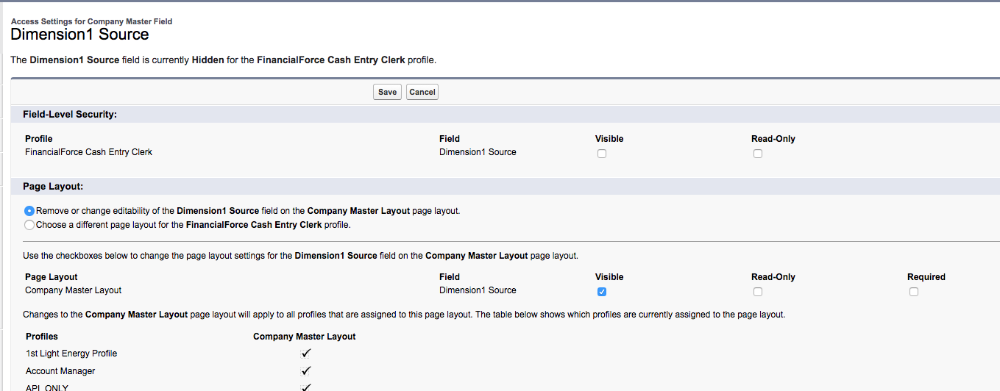 Access Settings for Company Master Field
Dimension1 Source
The Dimension1 Source field is currently Hidden for the FinancialForce Cash Entry Clerk profile.
Save Cancel
Field-Level Security:
Profile Field Visible Read-Only
FinancialForce Cash Entry Clerk Dimension1 Source
Page Layout:
Remove or change editability of the Dimension1 Source field on the Company Master Layout page layout.
Choose a different page layout for the FinancialForce Cash Entry Clerk profile.
Use the checkboxes below to change the page layout settings for the Dimension1 Source field on the Company Master Layout page layout.
Page Layout Field Visible Read-Only Required
Company Master Layout Dimension1 Source
Changes to the Company Master Layout page layout will apply to all profiles that are assigned to this page layout. The table below shows which profiles are currently assigned to the page layout.
Profiles Company Master Layout
1st Light Energy Profile
Account Manager
API_ONLY